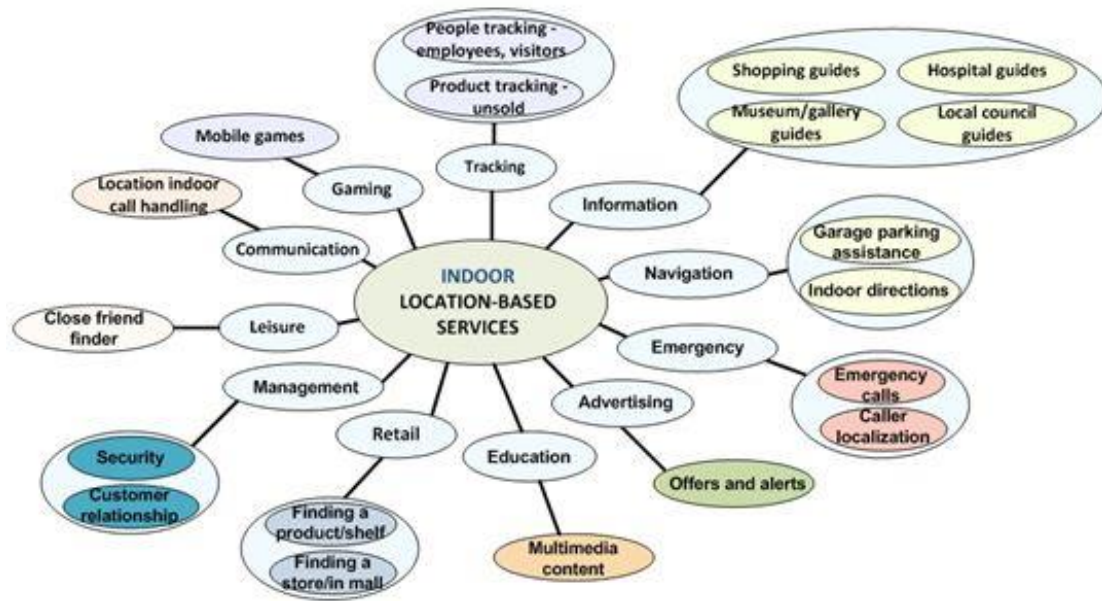 People tracking -
employees, visitors
Product tracking -
unsold
Tracking
Shopping guides
Hospital guides
Museum/gallery
guides
Local council
guides
Information
Mobile games
Gaming
Location indoor
call handling
Communication
INDOOR
LOCATION-BASED
SERVICES
Navigation
Garage parking
assistance
Indoor directions
Close friend
finder
Leisure
Emergency
Emergency
calls
Caller
localization
Management
Security
Customer
relationship
Retail
Finding a
product/shelf
Finding a
store/in mall
Education
Multimedia
content
Advertising
Offers and alerts